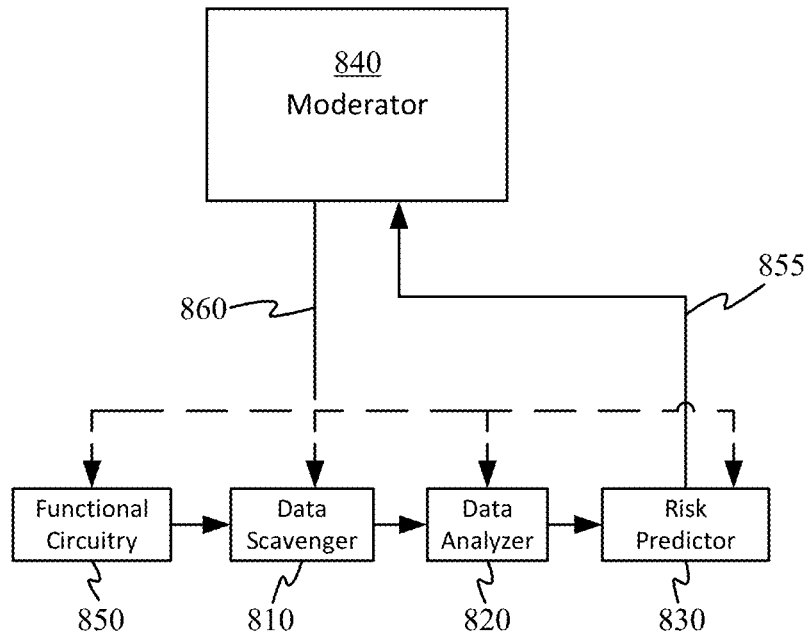 840
Moderator
855
860
Functional
Circuitry
Data
Scavenger
Data
Analyzer
Risk
Predictor
850
810
820
830